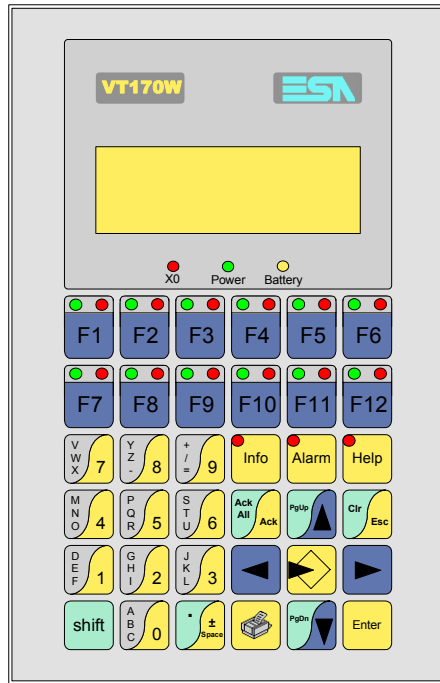 VT170W ESA
X0 Power Battery
F1 F2 F3 F4 F5 F6
F7 F8 F9 F10 F11 F12
V W X 7 Y Z - 8 + / = 9 Info Alarm Help
M N O 4 P Q R 5 S T U 6 Ack All Ack PgUp Clr Esc
D E F 1 G H I 2 J K L 3
shift A B C 0 . ± Space PgDn Enter